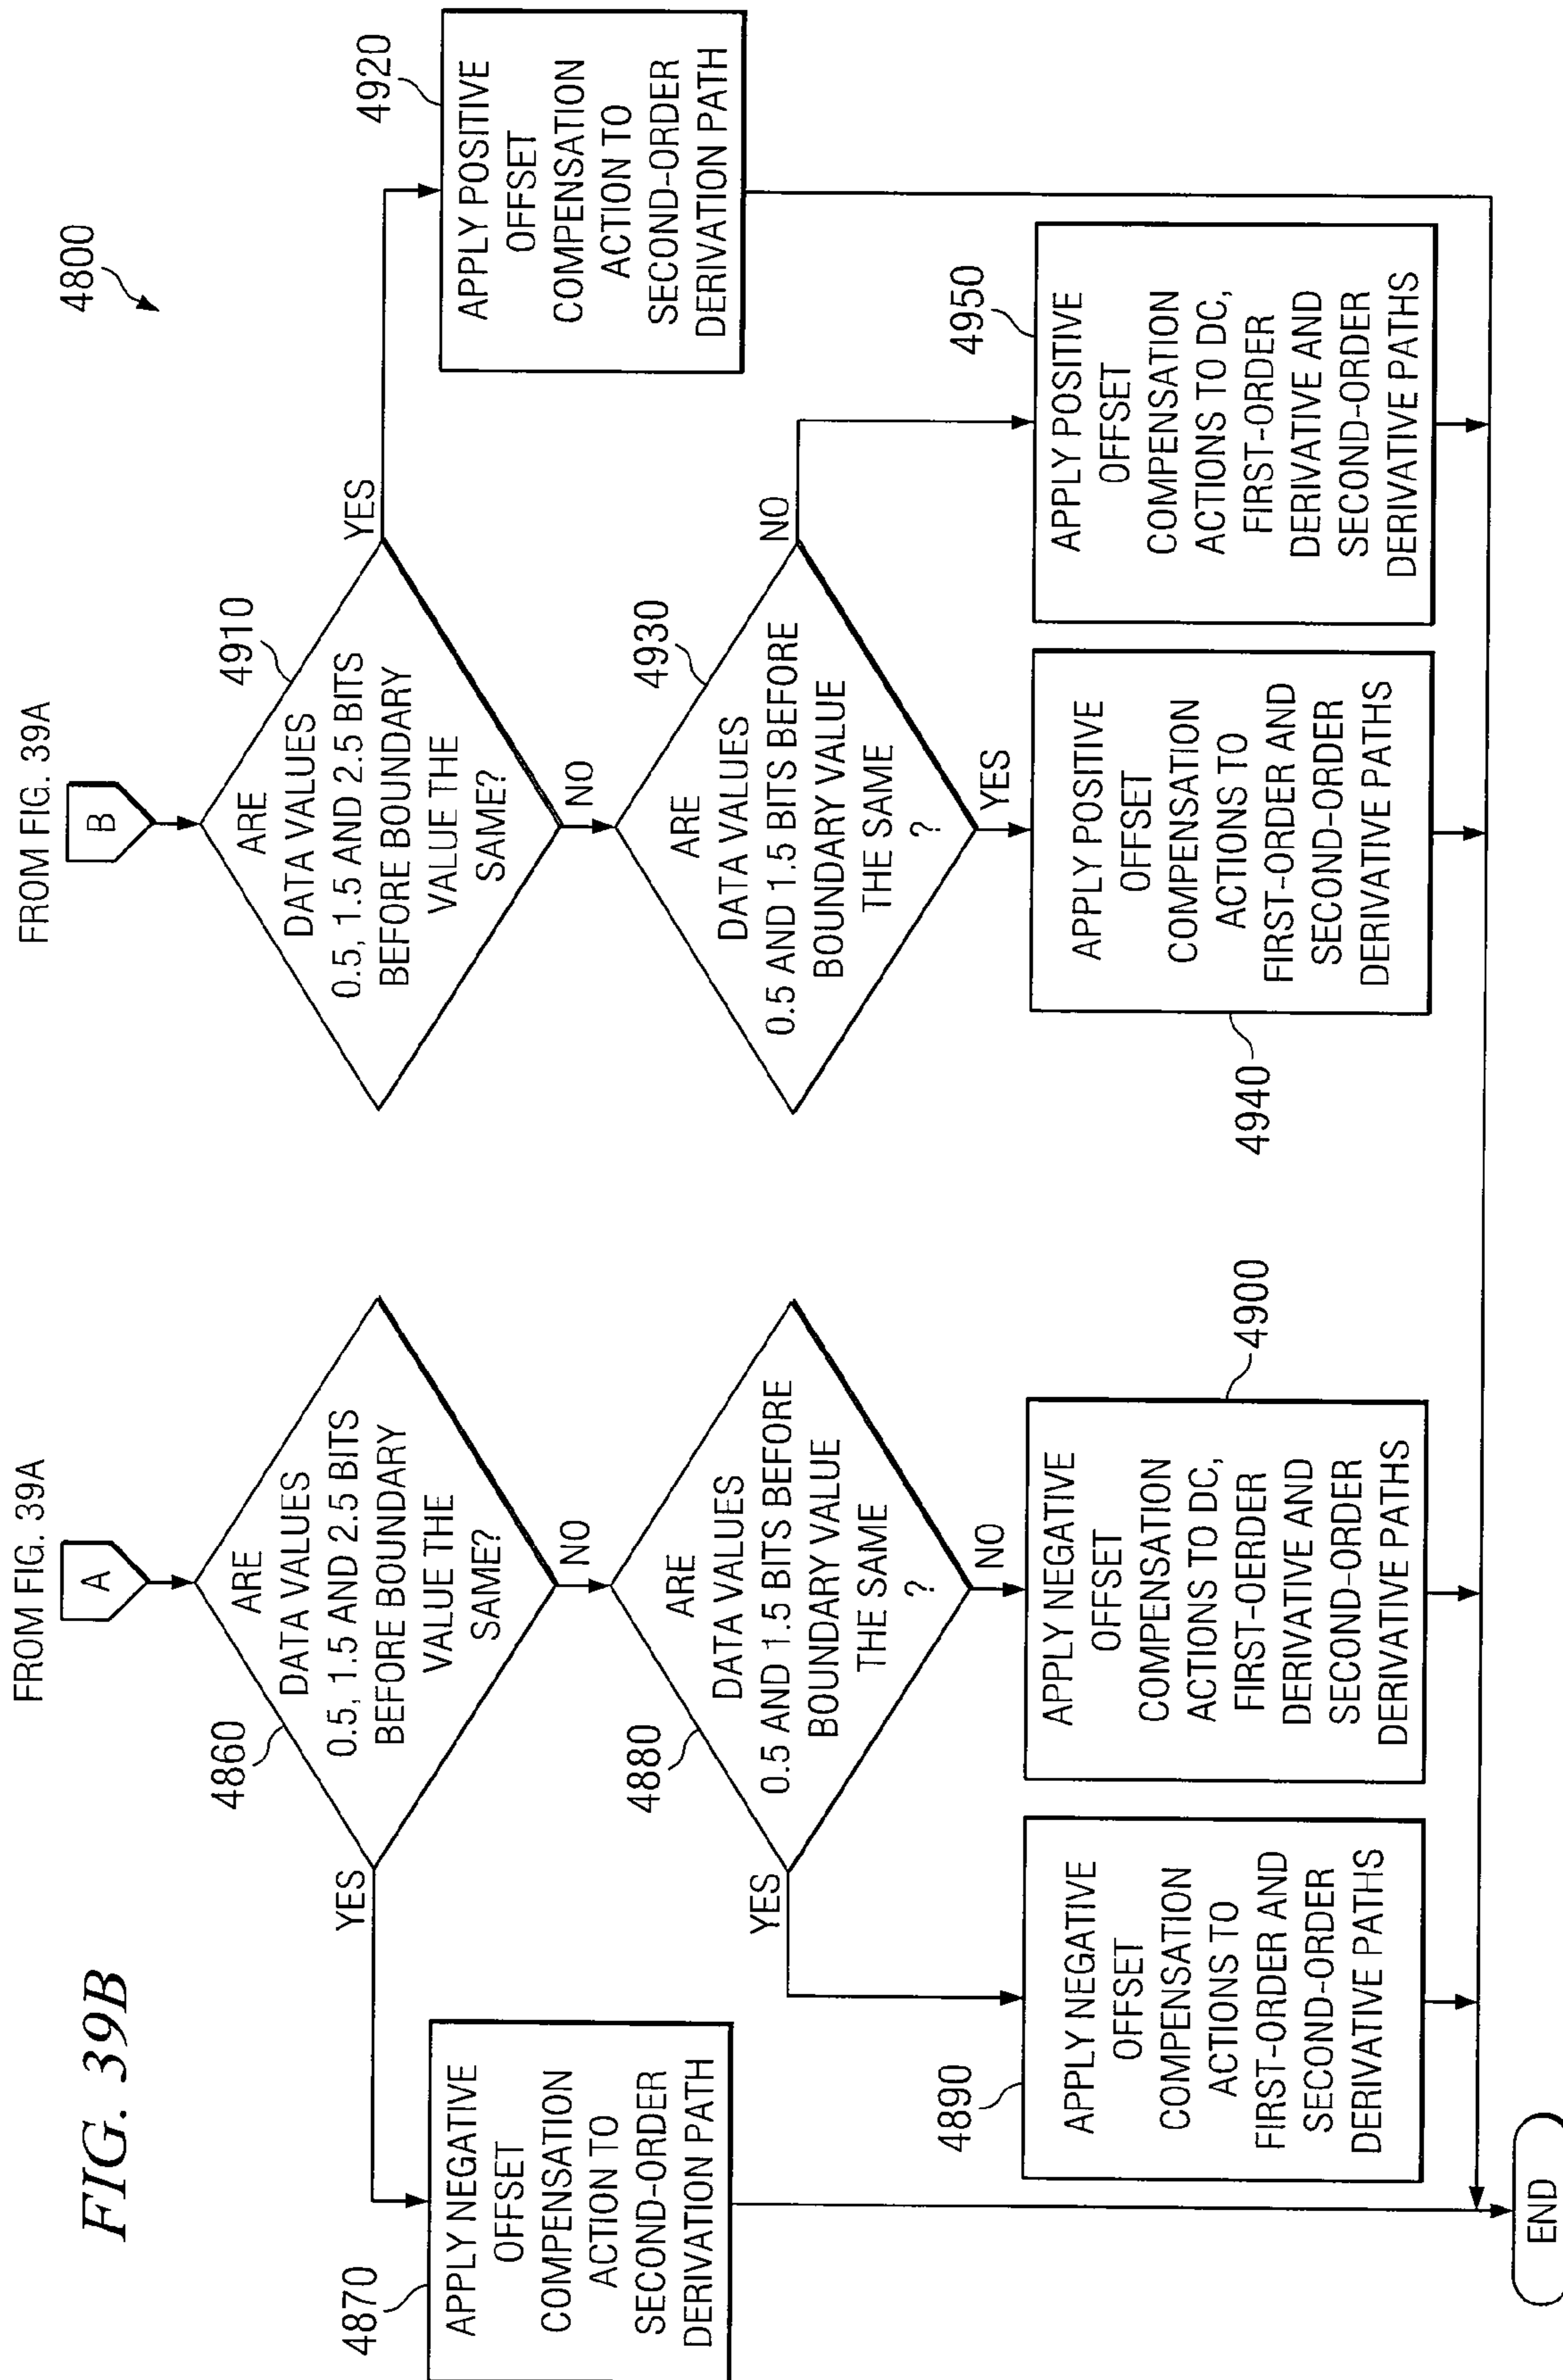 FIG. 39B
4800
FROM FIG. 39A
A
4860
ARE
DATA VALUES
0.5, 1.5 AND 2.5 BITS
BEFORE BOUNDARY
VALUE THE
SAME?
YES
NO
4870
APPLY NEGATIVE
OFFSET
COMPENSATION
ACTION TO
SECOND-ORDER
DERIVATION PATH
4880
ARE
DATA VALUES
0.5 AND 1.5 BITS BEFORE
BOUNDARY VALUE
THE SAME
?
YES
NO
4890
APPLY NEGATIVE
OFFSET
COMPENSATION
ACTIONS TO
FIRST-ORDER AND
SECOND-ORDER
DERIVATIVE PATHS
4900
APPLY NEGATIVE
OFFSET
COMPENSATION
ACTIONS TO DC,
FIRST-OERDER
DERIVATIVE AND
SECOND-ORDER
DERIVATIVE PATHS
FROM FIG. 39A
B
4910
ARE
DATA VALUES
0.5, 1.5 AND 2.5 BITS
BEFORE BOUNDARY
VALUE THE
SAME?
YES
NO
4920
APPLY POSITIVE
OFFSET
COMPENSATION
ACTION TO
SECOND-ORDER
DERIVATION PATH
4930
ARE
DATA VALUES
0.5 AND 1.5 BITS BEFORE
BOUNDARY VALUE
THE SAME
?
NO
YES
4940
APPLY POSITIVE
OFFSET
COMPENSATION
ACTIONS TO
FIRST-ORDER AND
SECOND-ORDER
DERIVATIVE PATHS
4950
APPLY POSITIVE
OFFSET
COMPENSATION
ACTIONS TO DC,
FIRST-ORDER
DERIVATIVE AND
SECOND-ORDER
DERIVATIVE PATHS
END